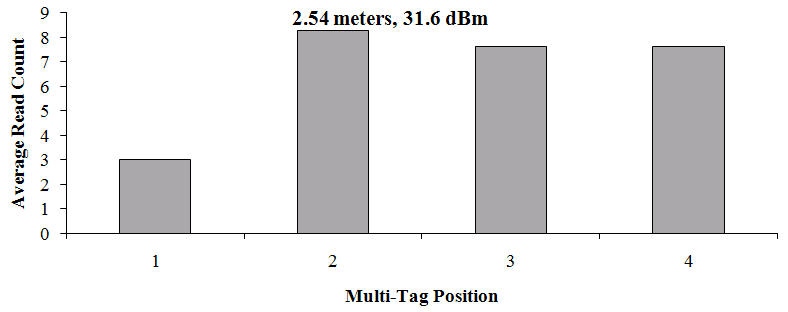 2.54 meters, 31.6 dBm
Average Read Count
9
8
7
6
5
4
3
2
1
0
1 2 3 4
Multi-Tag Position